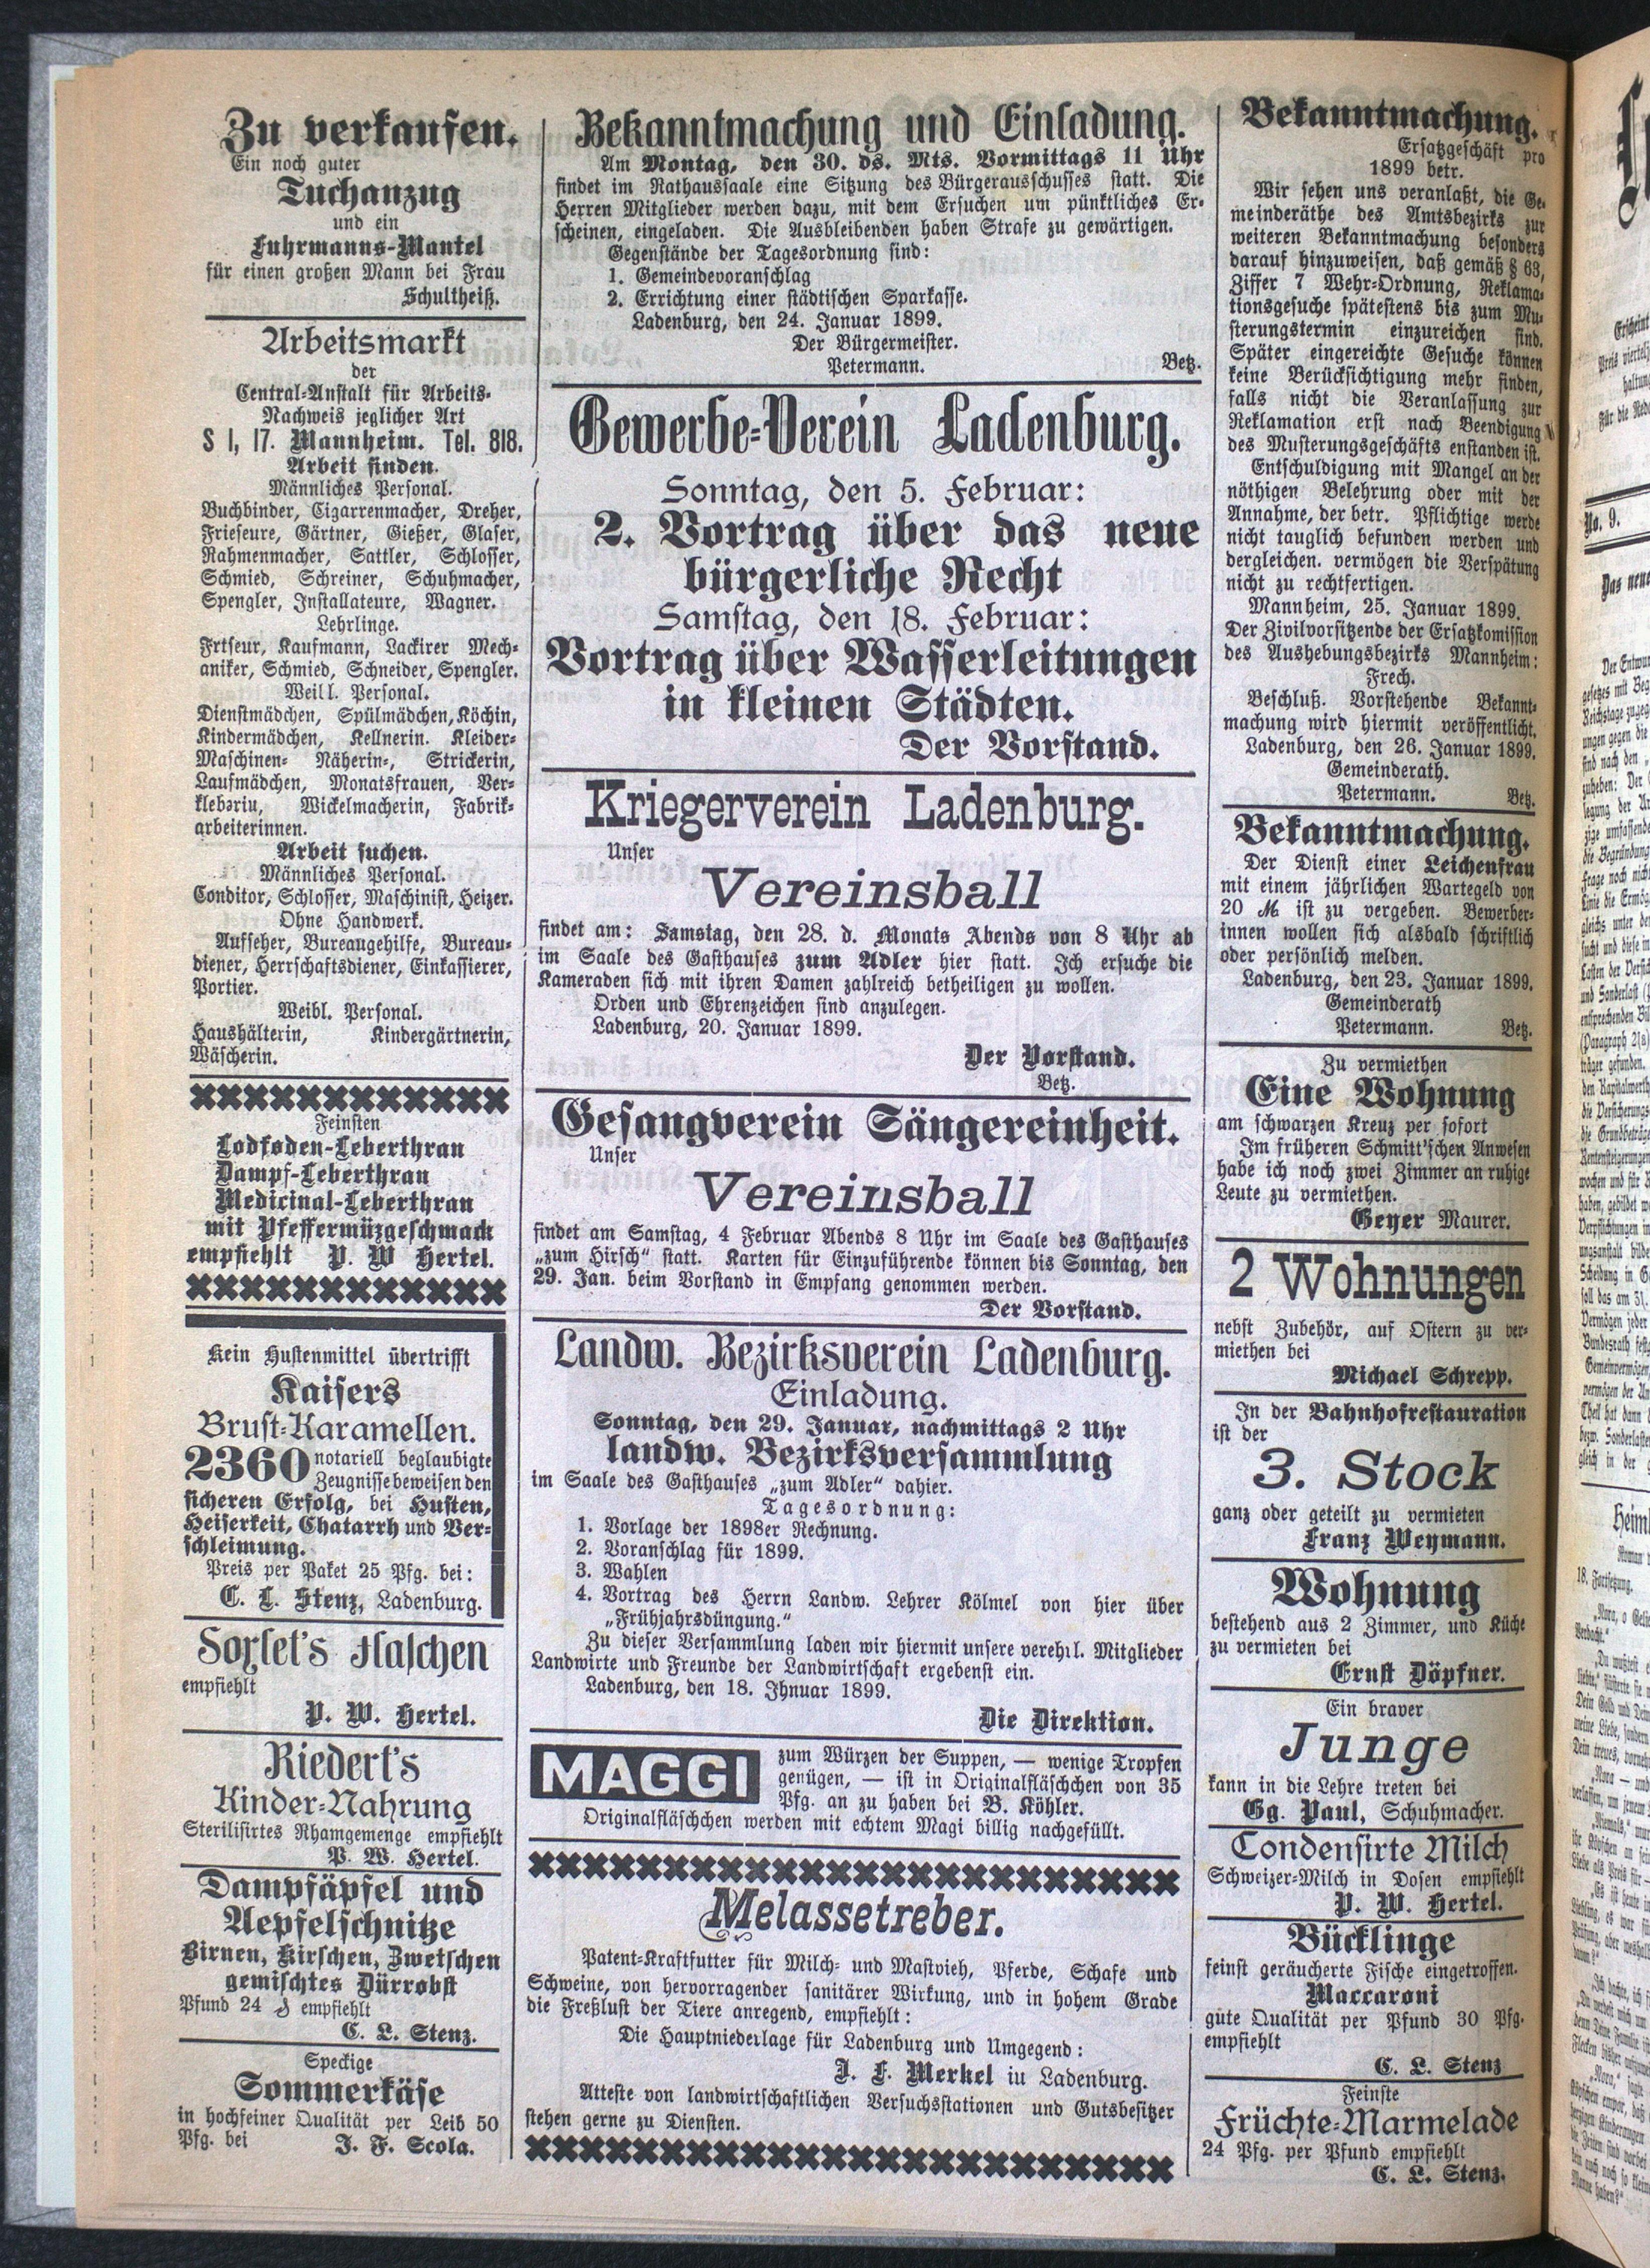 Zu verkaufen.
Ein noch guter
Tuchanzug
und ein
Fuhrmanns-Mantel
für einen großen Mann bei Frau
Schultheiß.
Arbeitsmarkt
der
Central-Anstalt für Arbeits-
Nachweis jeglicher Art
S 1, 17. Mannheim. Tel. 818.
Arbeit finden.
Männliches Personal.
Buchbinder, Cigarrenmacher, Dreher,
Frieseure, Gärtner, Gießer, Glaser,
Rahmenmacher, Sattler, Schlosser,
Schmied, Schreiner, Schuhmacher,
Spengler, Installateure, Wagner.
Lehrlinge.
Frtseur, Kaufmann, Lackirer Mech-
aniker, Schmied, Schneider, Spengler.
Weill. Personal.
Dienstmädchen, Spülmädchen, Köchin,
Kindermädchen, Kellnerin. Kleider-
Maschinen- Näherin-, Strickerin,
Laufmädchen, Monatsfrauen, Ver-
klebsriu, Wickelmacherin, Fabrik-
arbeiterinnen.
Arbeit suchen.
Männliches Personal.
Conditor, Schlosser, Maschinist, Heizer.
Ohne Handwerk.
Aufseher, Bureaugehilfe, Bureau-
diener, Herrschaftsdiener, Einkassierer,
Portier.
Weibl. Personal.
Haushälterin, Kindergärtnerin,
Wäscherin.
Feinsten
Lodfoden-Leberthran
Dampf-Leberthran
Medicinal-Leberthran
mit Pfeffermüzgeschmack
empfiehlt P. W Hertel.
Kein Hustenmittel übertrifft
Kaisers
Brust-Karamellen.
2360 notariell beglaubigte
Zeugnisse beweisen den
sicheren Erfolg, bei Husten,
Heiserkeit, Chatarrh und Ver-
schleimung.
Preis per Paket 25 Pfg. bei:
C. L. Stenz, Ladenburg.
Soxlet's Flaschen
empfiehlt
P. W. Hertel.
Riedert's
Kinder-Nahrung
Sterilisirtes Rhamgemenge empfiehlt
P. W. Hertel.
Dampfäpfel und
Aepfelschnitze
Birnen, Kirschen, Zwetschen
gemischtes Dürrobst
Pfund 24 ₰ empfiehlt
C. L. Stenz.
Speckige
Sommerkäse
in hochfeiner Qualität per Leib 50
Pfg. bei J. F. Scola.
Bekanntmachung und Einladung.
Am Montag, den 30. ds. Mts. Vormittags 11 Uhr
findet im Rathaussaale eine Sitzung des Bürgerausschusses statt. Die
Herren Mitglieder werden dazu, mit dem Ersuchen um pünktliches Er-
scheinen, eingeladen. Die Ausbleibenden haben Strafe zu gewärtigen.
Gegenstände der Tagesordnung sind:
1. Gemeindevoranschlag
2. Errichtung einer städtischen Sparkasse.
Ladenburg, den 24. Januar 1899.
Der Bürgermeister.
Petermann. Betz.
Gewerbe-Verein Ladenburg.
Sonntag, den 5. Februar:
2. Vortrag über das neue
bürgerliche Recht
Samstag, den 18. Februar:
Vortrag über Wasserleitungen
in kleinen Städten.
Der Vorstand.
Kriegerverein Ladenburg.
Unser
Vereinsball
findet am: Samstag, den 28. d. Monats Abends von 8 Uhr ab
im Saale des Gasthauses zum Adler hier statt. Ich ersuche die
Kameraden sich mit ihren Damen zahlreich betheiligen zu wollen.
Orden und Ehrenzeichen sind anzulegen.
Ladenburg, 20. Januar 1899.
Der Vorstand.
Betz.
Gesangverein Sängereinheit.
Unser
Vereinsball
findet am Samstag, 4 Februar Abends 8 Uhr im Saale des Gasthauses
„zum Hirsch“ statt. Karten für Einzuführende können bis Sonntag, den
29. Jan. beim Vorstand in Empfang genommen werden.
Der Vorstand.
Landw. Bezirksverein Ladenburg.
Einladung.
Sonntag, den 29. Januar, nachmittags 2 Uhr
landw. Bezirksversammlung
im Saale des Gasthauses „zum Adler“ dahier.
Tagesordnung:
1. Vorlage der 1898er Rechnung.
2. Voranschlag für 1899.
3. Wahlen
4. Vortrag des Herrn Landw. Lehrer Kölmel von hier über
„Frühjahrsdüngung.“
Zu dieser Versammlung laden wir hiermit unsere verehrl. Mitglieder
Landwirte und Freunde der Landwirtschaft ergebenst ein.
Ladenburg, den 18. Jhnuar 1899.
Die Direktion.
MAGGI zum Würzen der Suppen, — wenige Tropfen
genügen, — ist in Originalfläschchen von 35
Pfg. an zu haben bei B. Köhler.
Originalfläschchen werden mit echtem Magi billig nachgefüllt.
Melassetreber.
Patent-Kraftfutter für Milch- und Mastvieh, Pferde, Schafe und
Schweine, von hervorragender sanitärer Wirkung, und in hohem Grade
die Freßlust der Tiere anregend, empfiehlt:
Die Hauptniederlage für Ladenburg und Umgegend:
J. F. Merkel in Ladenburg.
Atteste von landwirtschaftlichen Versuchsstationen und Gutsbesitzer
stehen gerne zu Diensten.
Bekanntmachung.
Ersatzgeschäft pro
1899 betr.
Wir sehen uns veranlaßt, die Ge-
meinderäthe des Amtsbezirks zur
weiteren Bekanntmachung besonders
darauf hinzuweisen, daß gemäß § 63,
Ziffer 7 Wehr-Ordnung, Reklama-
tionsgesuche spätestens bis zum Mu-
sterungstermin einzureichen sind.
Später eingereichte Gesuche können
keine Berücksichtigung mehr finden,
falls nicht die Veranlassung zur
Reklamation erst nach Beendigung
des Musterungsgeschäfts enstanden ist.
Entschuldigung mit Mangel an der
nöthigen Belehrung oder mit der
Annahme, der betr. Pflichtige werde
nicht tauglich befunden werden und
dergleichen. vermögen die Verspätung
nicht zu rechtfertigen.
Mannheim, 25. Januar 1899.
Der Zivilvorsitzende der Ersatzkomission
des Aushebungsbezirks Mannheim:
Frech.
Beschluß. Vorstehende Bekannt-
machung wird hiermit veröffentlicht.
Ladenburg, den 26. Januar 1899.
Gemeinderath.
Petermann. Betz.
Bekanntmachung.
Der Dienst einer Leichenfrau
mit einem jährlichen Wartegeld von
20 M ist zu vergeben. Bewerber-
innen wollen sich alsbald schriftlich
oder persönlich melden.
Ladenburg, den 23. Januar 1899.
Gemeinderath
Petermann. Betz.
Zu vermiethen
Eine Wohnung
am schwarzen Kreuz per sofort
Im früheren Schmitt'schen Anwesen
habe ich noch zwei Zimmer an ruhige
Leute zu vermiethen.
Geyer Maurer.
2 Wohnungen
nebst Zubehör, auf Ostern zu ver-
miethen bei
Michael Schrepp.
In der Bahnhofrestauration
ist der
3. Stock
ganz oder geteilt zu vermieten
Franz Weymann.
Wohnung
bestehend aus 2 Zimmer, und Küche
zu vermieten bei
Ernst Döpfner.
Ein braver
Junge
kann in die Lehre treten bei
Gg. Paul, Schuhmacher.
Condensirte Milch
Schweizer-Milch in Dosen empfiehlt
P. W. Hertel.
Bücklinge
feinst geräucherte Fische eingetroffen.
Maccaroni
gute Qualität per Pfund 30 Pfg.
empfiehlt
C. L. Stenz
Feinste
Früchte-Marmelade
24 Pfg. per Pfund empfiehlt
C. L. Stenz.
No. 9.